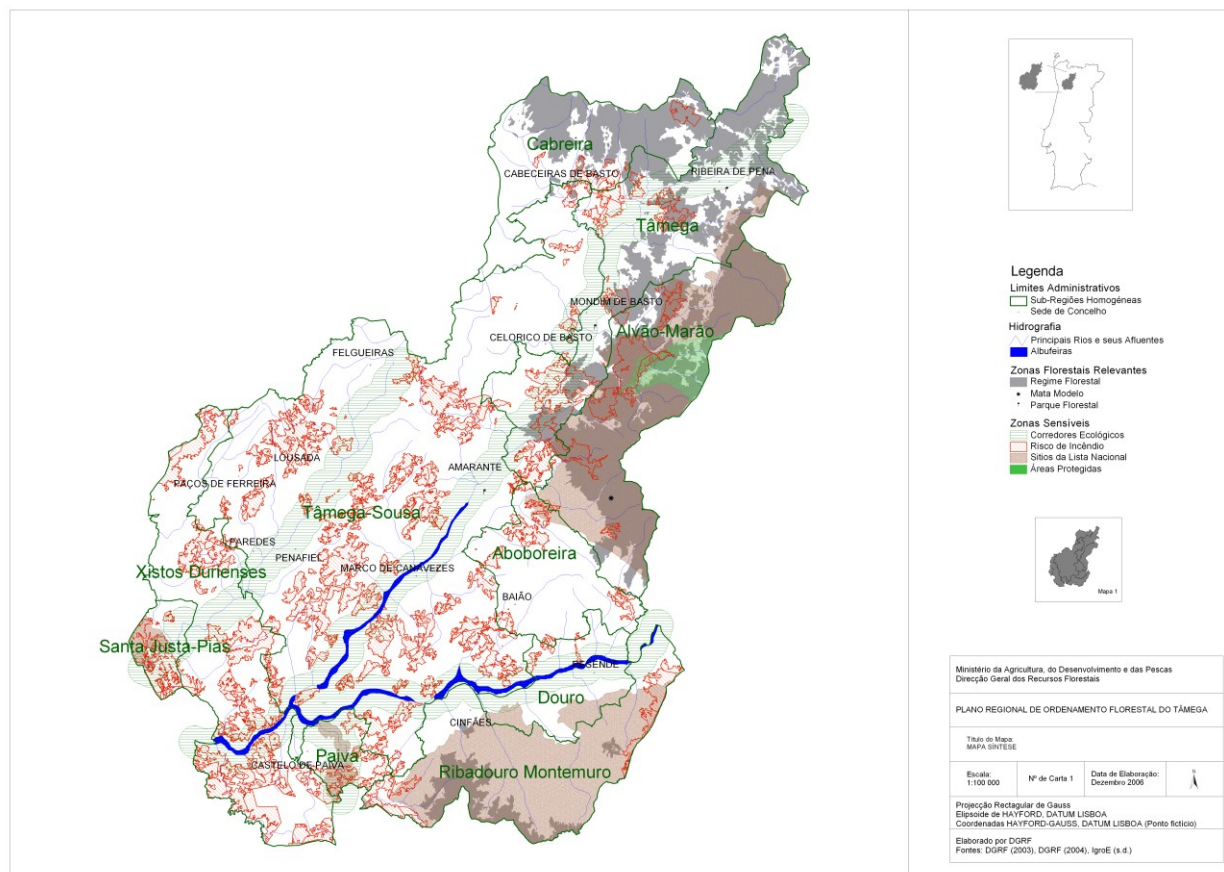 Cabreira
CABECEIRAS DE BASTO
RIBEIRA DE PENA
Tâmega
MONDIM DE BASTO
CELORICO DE BASTO
Alvão-Marão
FELGUEIRAS
LOUSADA
AMARANTE
PAÇOS DE FERREIRA
Tâmega-Sousa
PAREDES
PENAFIEL
Aboboreira
Xistos Durienses
MARCO DE CANAVEZES
BAIÃO
Santa Justa-Pias
RESENDE
Douro
CINFÃES
Paiva
CASTELO DE PAIVA
Ribadouro Montemuro
Legenda
Limites Administrativos
Sub-Regiões Homogéneas
Sede de Concelho
Hidrografia
Principais Rios e seus Afluentes
Albufeiras
Zonas Florestais Relevantes
Regime Florestal
Mata Modelo
Parque Florestal
Zonas Sensíveis
Corredores Ecológicos
Risco de Incêndio
Sitios da Lista Nacional
Áreas Protegidas
Mapa 1
Ministério da Agricultura, do Desenvolvimento e das Pescas
Direcção Geral dos Recursos Florestais
PLANO REGIONAL DE ORDENAMENTO FLORESTAL DO TÂMEGA
Título do Mapa:
MAPA SÍNTESE
Escala:
1:100 000
Nº de Carta 1
Data de Elaboração:
Dezembro 2006
N
Projecção Rectagular de Gauss
Elipsoide de HAYFORD, DATUM LISBOA
Coordenadas HAYFORD-GAUSS, DATUM LISBOA (Ponto fictício)
Elaborado por DGRF
Fontes: DGRF (2003), DGRF (2004), IgroE (s.d.)